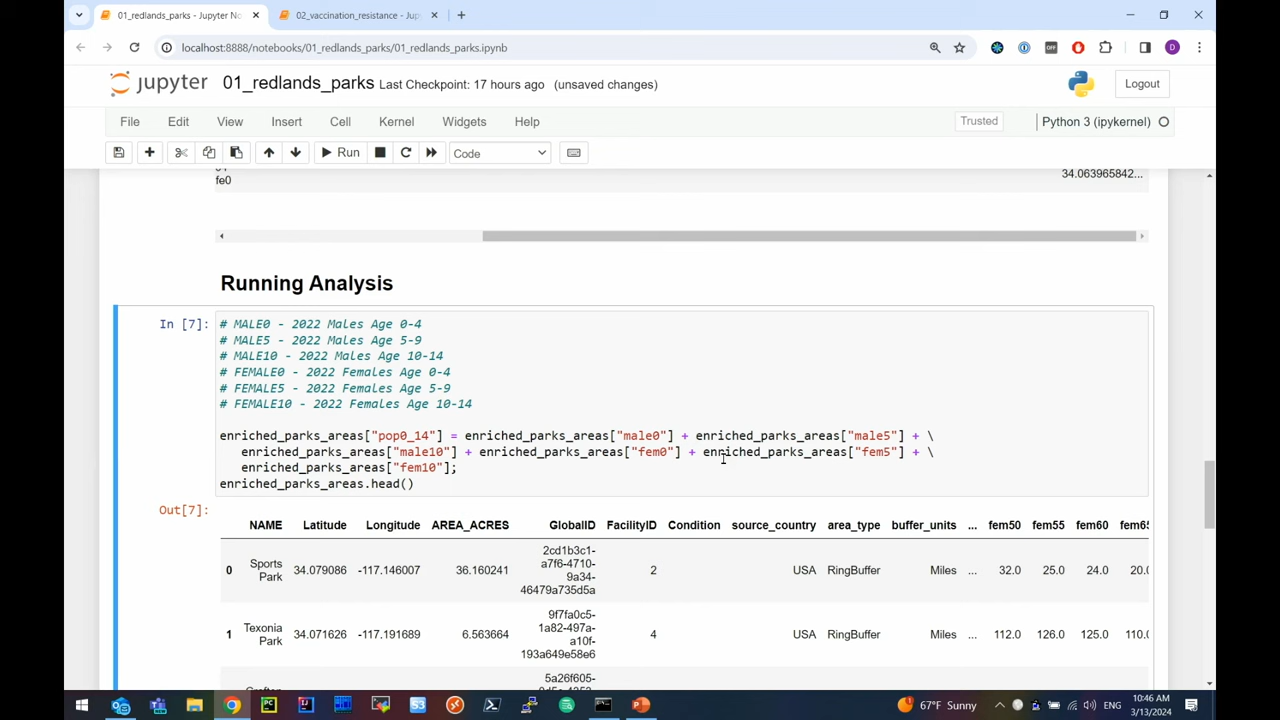 01_redlands_parks - Jupyter No
02_vaccination_resistance - Jup
localhost:8888/notebooks/01_redlands_parks/01_redlands_parks.ipynb
jupyter 01_redlands_parks Last Checkpoint: 17 hours ago (unsaved changes)
Logout
File Edit View Insert Cell Kernel Widgets Help
Trusted
Python 3 (ipykernel)
Run
Code
fe0
34.063965842...
Running Analysis
In [7]:
# MALE0 - 2022 Males Age 0-4
# MALE5 - 2022 Males Age 5-9
# MALE10 - 2022 Males Age 10-14
# FEMALE0 - 2022 Females Age 0-4
# FEMALE5 - 2022 Females Age 5-9
# FEMALE10 - 2022 Females Age 10-14
enriched_parks_areas["pop0_14"] = enriched_parks_areas["male0"] + enriched_parks_areas["male5"] + \
enriched_parks_areas["male10"] + enriched_parks_areas["fem0"] + enriched_parks_areas["fem5"] + \
enriched_parks_areas["fem10"];
enriched_parks_areas.head()
Out[7]:
NAME Latitude Longitude AREA_ACRES GlobalID FacilityID Condition source_country area_type buffer_units ... fem50 fem55 fem60 fem65
0 Sports Park 34.079086 -117.146007 36.160241 2cd1b3c1-a7f6-4710-9a34-46479a735d5a 2 USA RingBuffer Miles ... 32.0 25.0 24.0 20.0
1 Texonia Park 34.071626 -117.191689 6.563664 9f7fa0c5-1a82-497a-a10f-193a649e58e6 4 USA RingBuffer Miles ... 112.0 126.0 125.0 110.0
5a26f605-
67°F Sunny
ENG
10:46 AM
3/13/2024